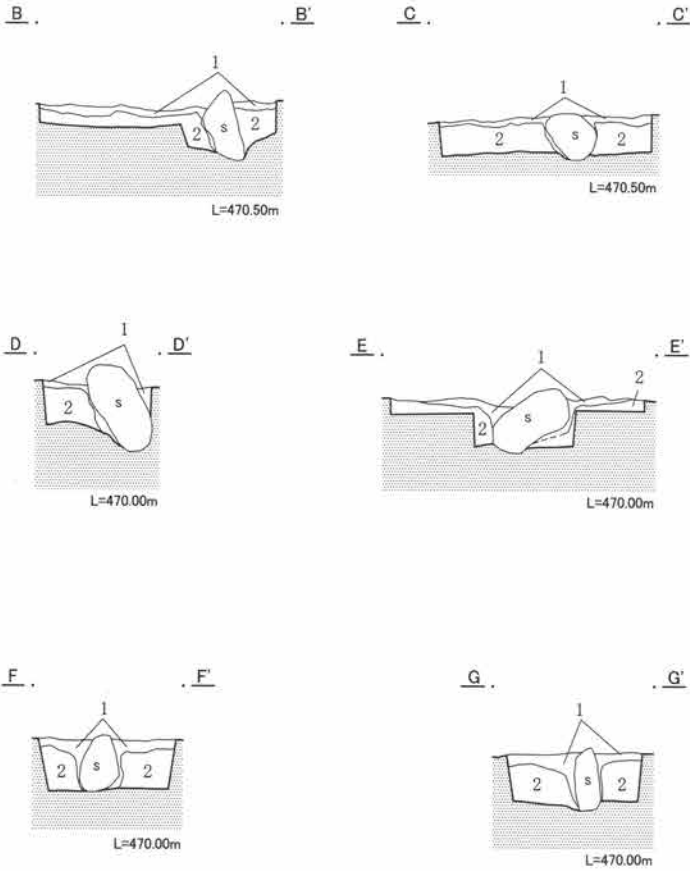 B . . B'
1
2 S 2
L=470.50m
C . . C'
1
2 S 2
L=470.50m
D . . D'
1
2 S
L=470.00m
E . . E'
1
2
2 S
L=470.00m
F . . F'
1
2 S 2
L=470.00m
G . . G'
1
2 S 2
L=470.00m